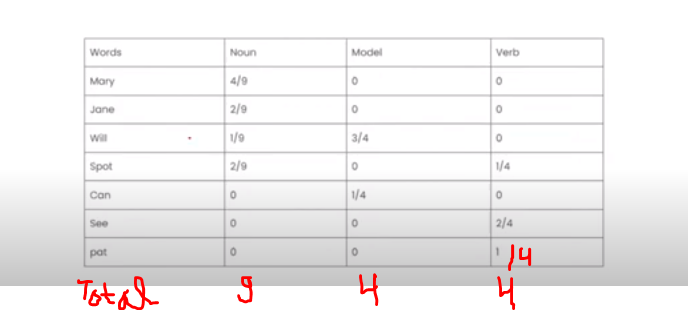 Words Noun Model Verb
Mary 4/9 0 0
Jane 2/9 0 0
Will 1/9 3/4 0
Spot 2/9 0 1/4
Can 0 1/4 0
See 0 0 2/4
pat 0 0 1/4
Total 9 4 4